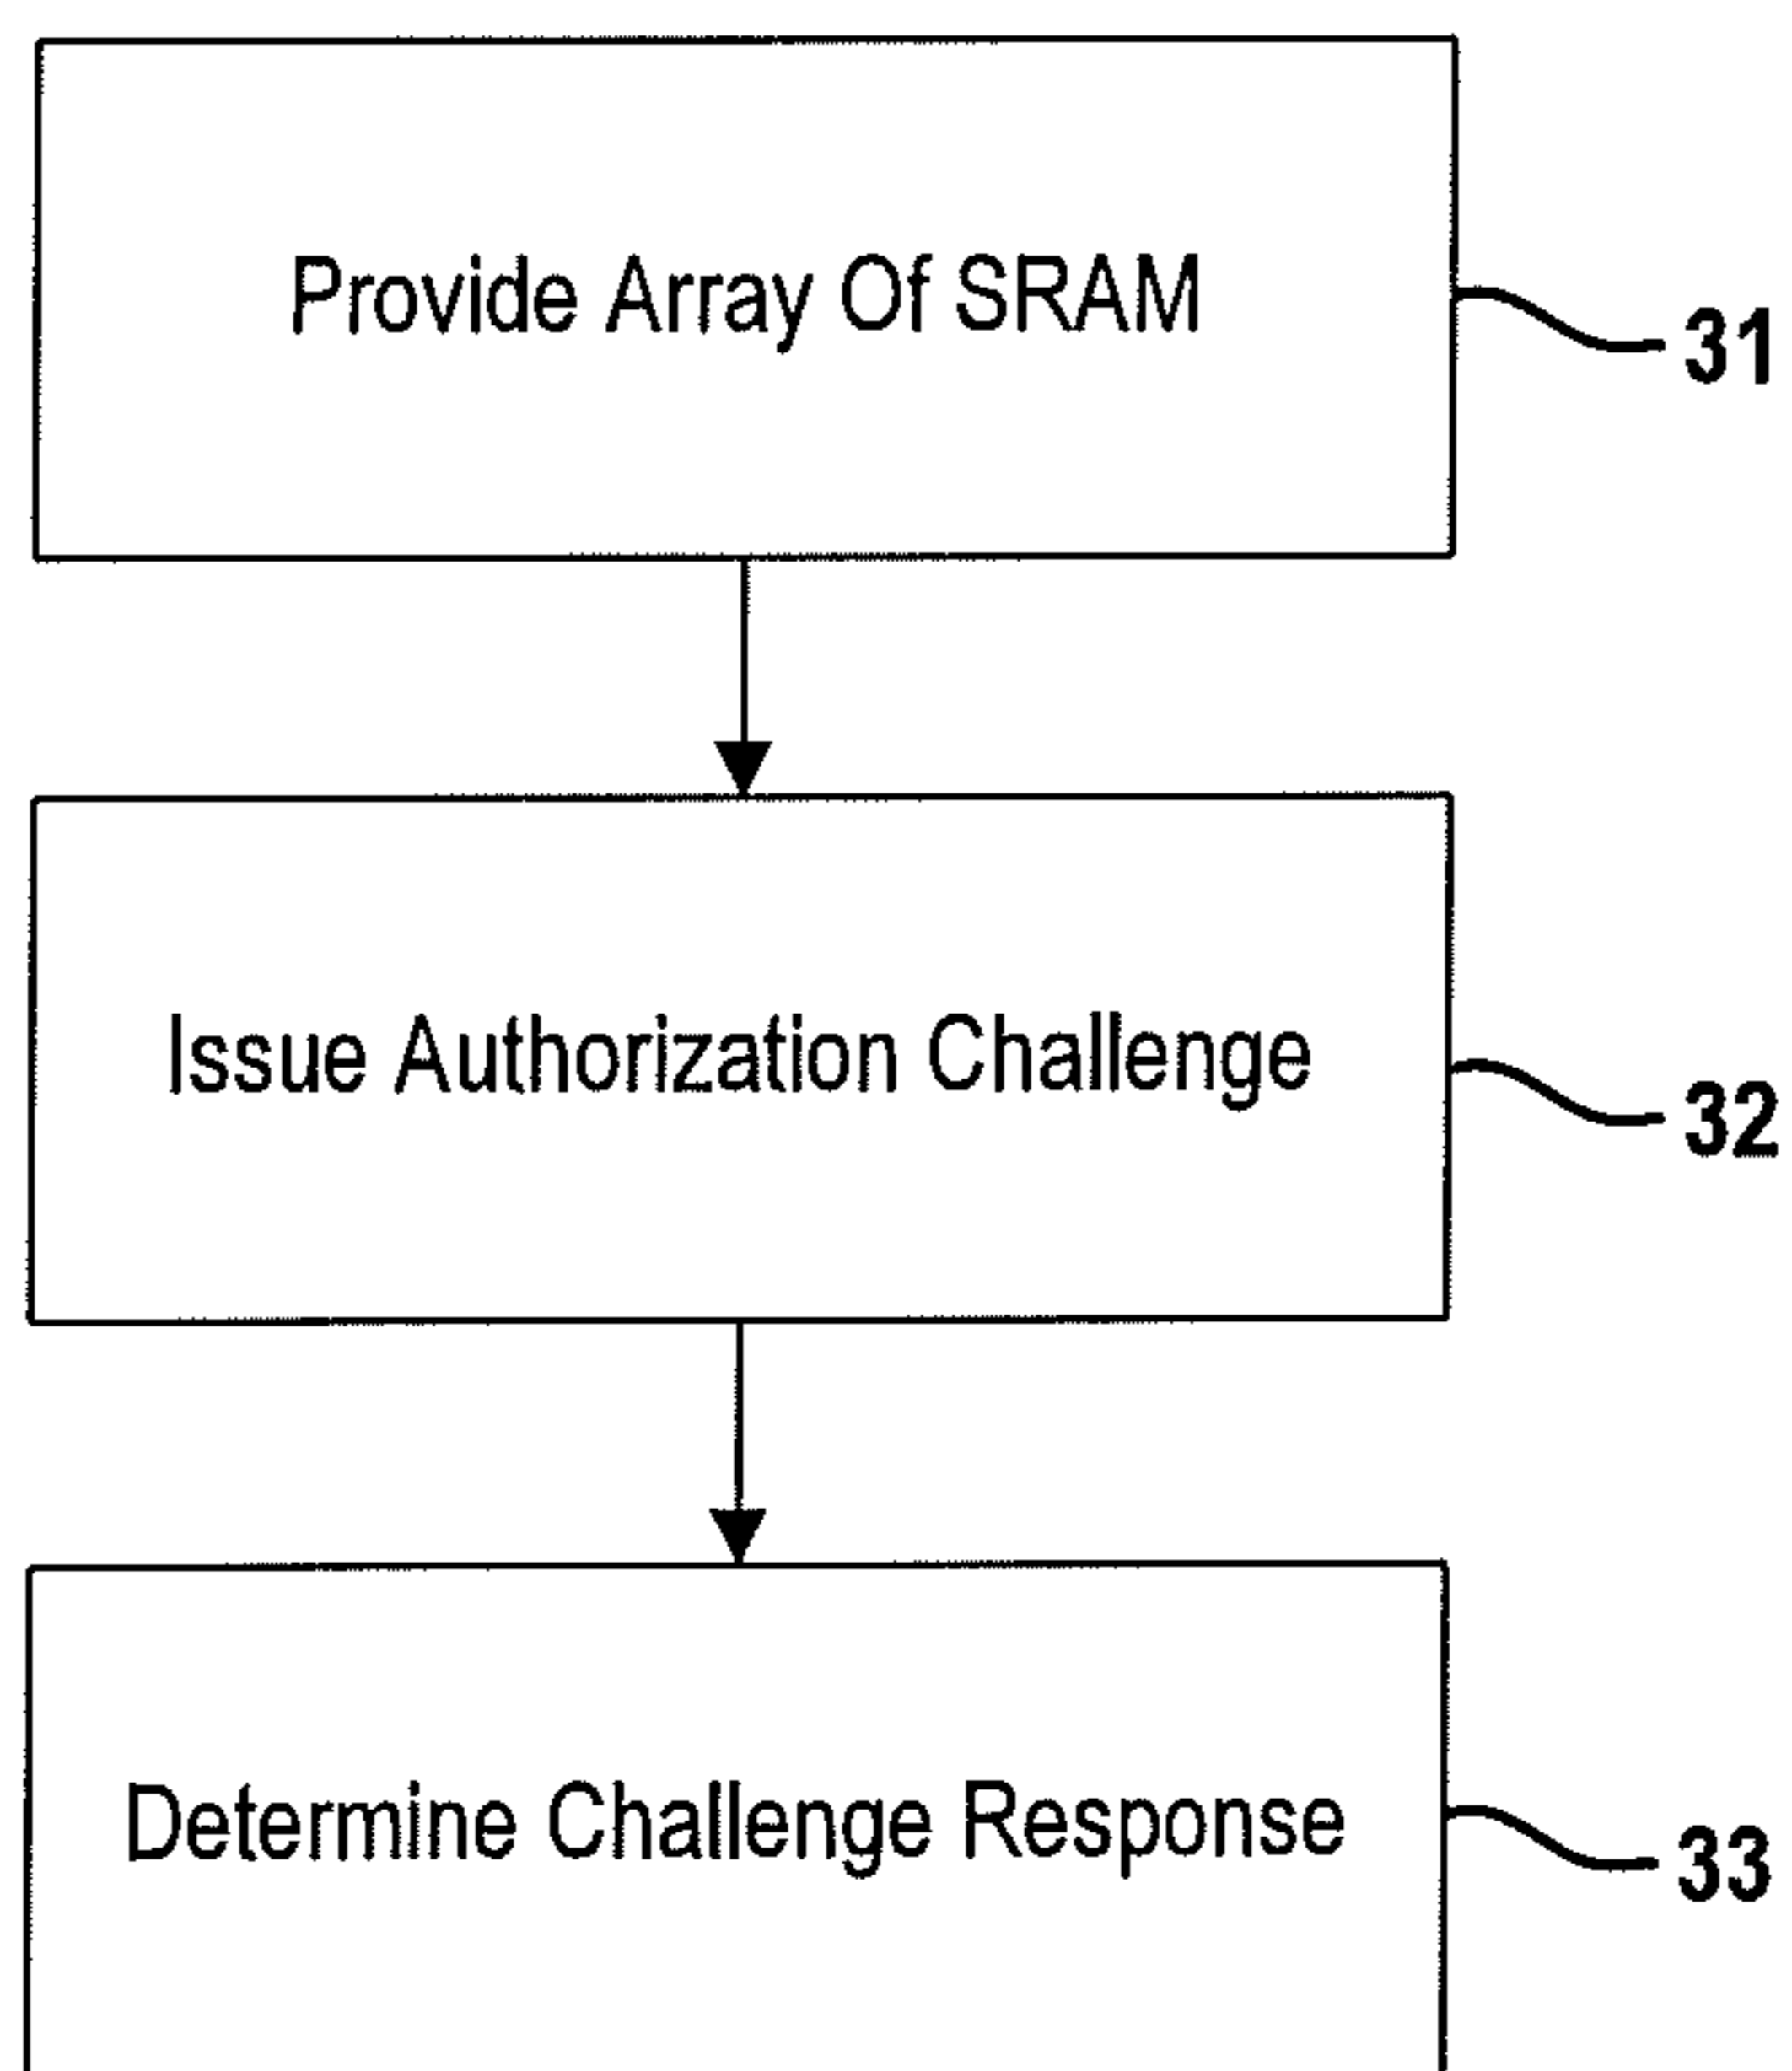 Provide Array Of SRAM
31
Issue Authorization Challenge
32
Determine Challenge Response
33